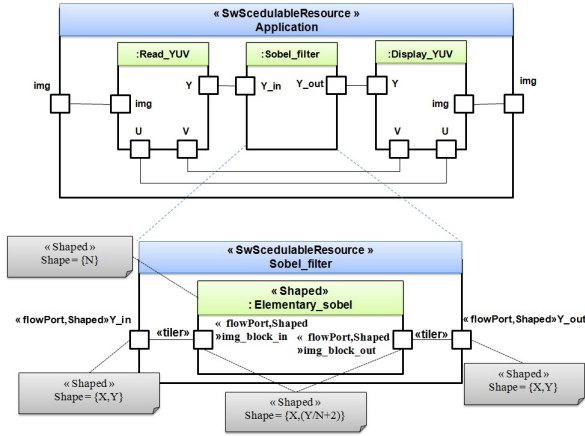 « SwScedulableResource »
Application
:Read_YUV
:Sobel_filter
:Display_YUV
img
Y
Y_in
Y_out
Y
img
img
img
U
V
V
U
« Shaped »
Shape = {N}
« SwScedulableResource »
Sobel_filter
« Shaped»
: Elementary_sobel
« flowPort,Shaped»Y_in
«tiler»
« flowPort,Shaped
»img_block_in
« flowPort,Shaped
»img_block_out
«tiler»
« flowPort,Shaped»Y_out
« Shaped »
Shape = {X,Y}
« Shaped »
Shape = {X,(Y/N+2)}
« Shaped »
Shape = {X,Y}